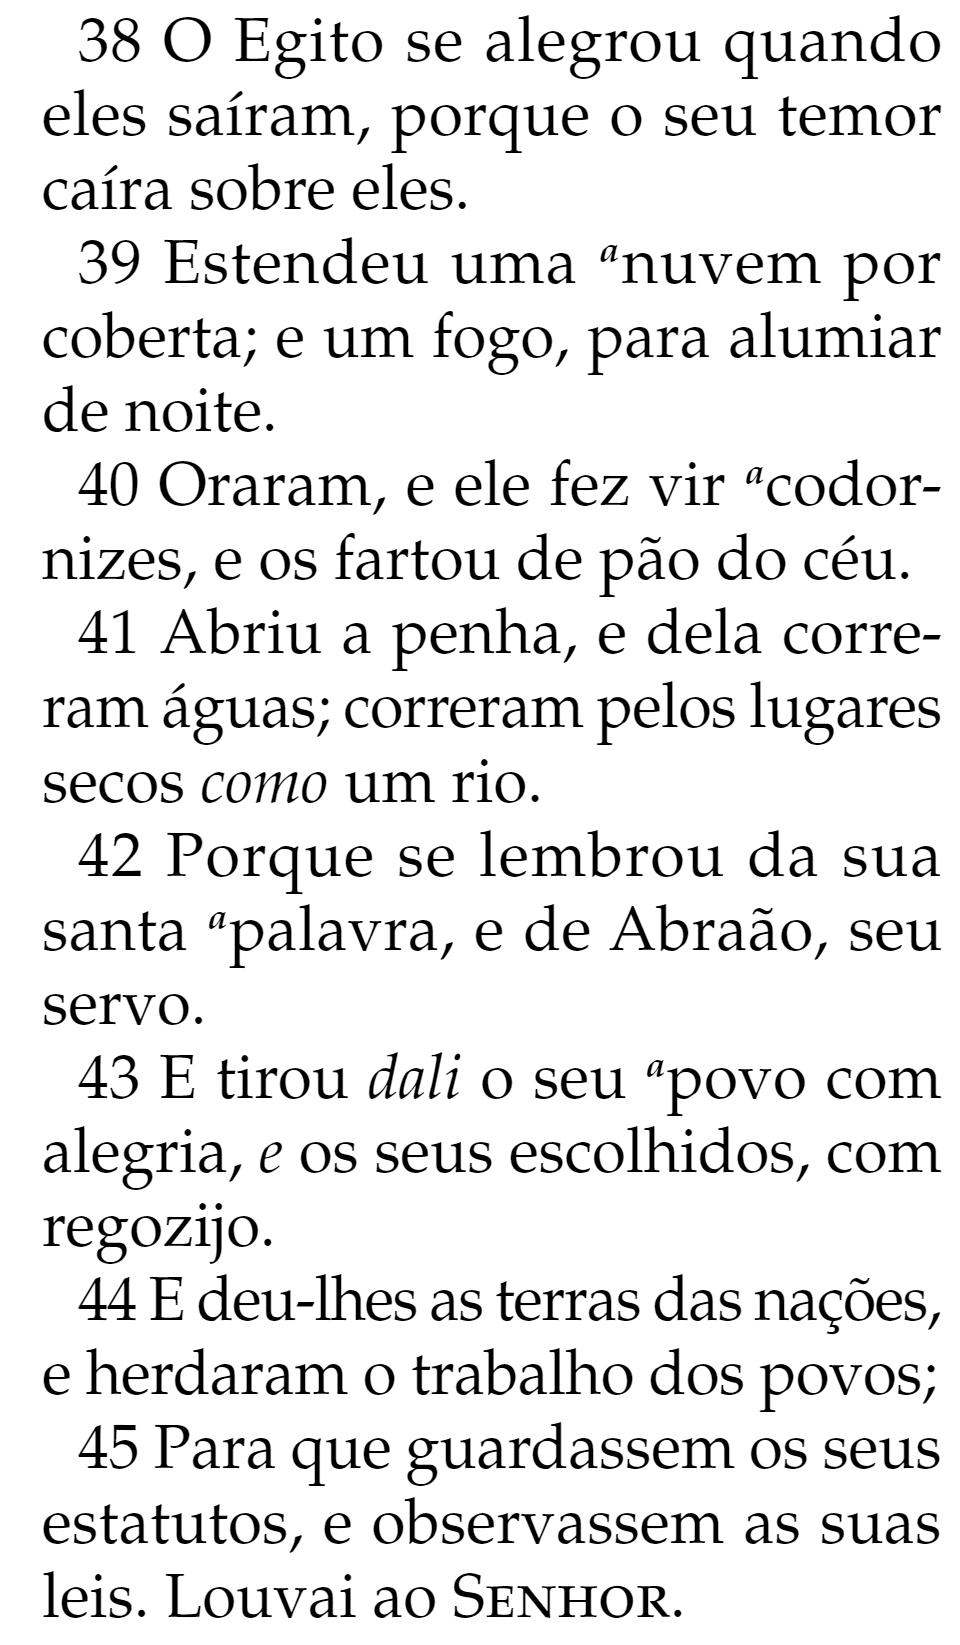 38 O Egito se alegrou quando
eles saíram, porque o seu temor
caíra sobre eles.
39 Estendeu uma ᵃnuvem por
coberta; e um fogo, para alumiar
de noite.
40 Oraram, e ele fez vir ᵃcodor-
nizes, e os fartou de pão do céu.
41 Abriu a penha, e dela corre-
ram águas; correram pelos lugares
secos como um rio.
42 Porque se lembrou da sua
santa ᵃpalavra, e de Abraão, seu
servo.
43 E tirou dali o seu ᵃpovo com
alegria, e os seus escolhidos, com
regozijo.
44 E deu-lhes as terras das nações,
e herdaram o trabalho dos povos;
45 Para que guardassem os seus
estatutos, e observassem as suas
leis. Louvai ao SENHOR.